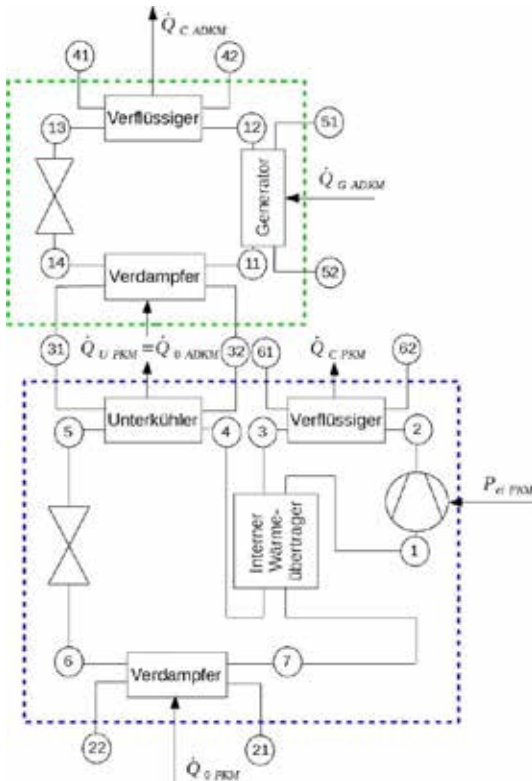 Q̇ C ADKM
41
42
13
Verflüssiger
12
51
Generator
Q̇ G ADKM
14
Verdampfer
11
52
31
Q̇ U PKM = Q̇ 0 ADKM
32
61
Q̇ C PKM
62
5
Unterkühler
4
3
Verflüssiger
2
P el PKM
Interner
Wärme-
übertrager
1
6
Verdampfer
7
22
21
Q̇ 0 PKM